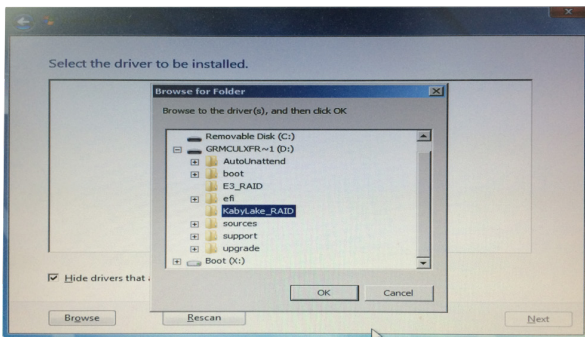 Select the driver to be installed.
Browse for Folder
Browse to the driver(s), and then click OK
Removable Disk (C:)
GRMCULXFR~1 (D:)
AutoUnattend
boot
E3_RAID
efi
KabyLake_RAID
sources
support
upgrade
Boot (X:)
Hide drivers that
OK
Cancel
Browse
Rescan
Next